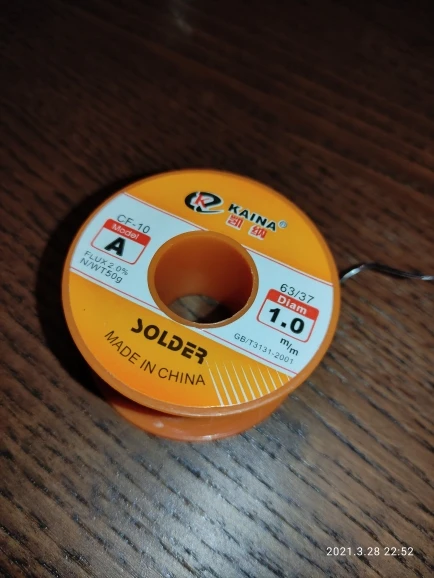 KAINA®
凯纳
CF-10
Model
A
FLUX 2.0%
N/WT50g
63/37
Diam
1.0
m/m
GB/T3131-2001
SOLDER
MADE IN CHINA
2021.3.28 22:52